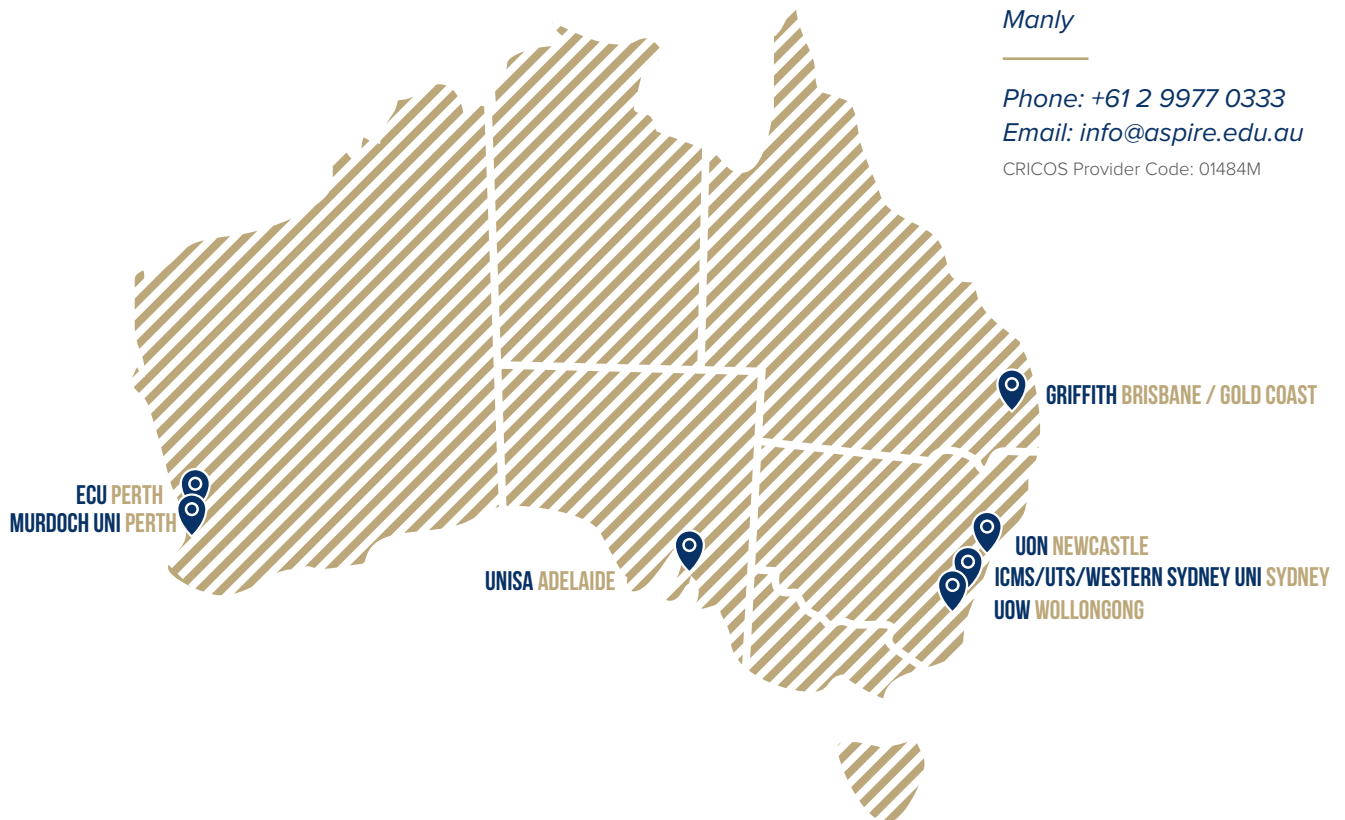 Manly
Phone: +61 2 9977 0333
Email: info@aspire.edu.au
CRICOS Provider Code: 01484M
GRIFFITH BRISBANE / GOLD COAST
ECU PERTH
MURDOCH UNI PERTH
UON NEWCASTLE
ICMS/UTS/WESTERN SYDNEY UNI SYDNEY
UNISA ADELAIDE
UOW WOLLONGONG